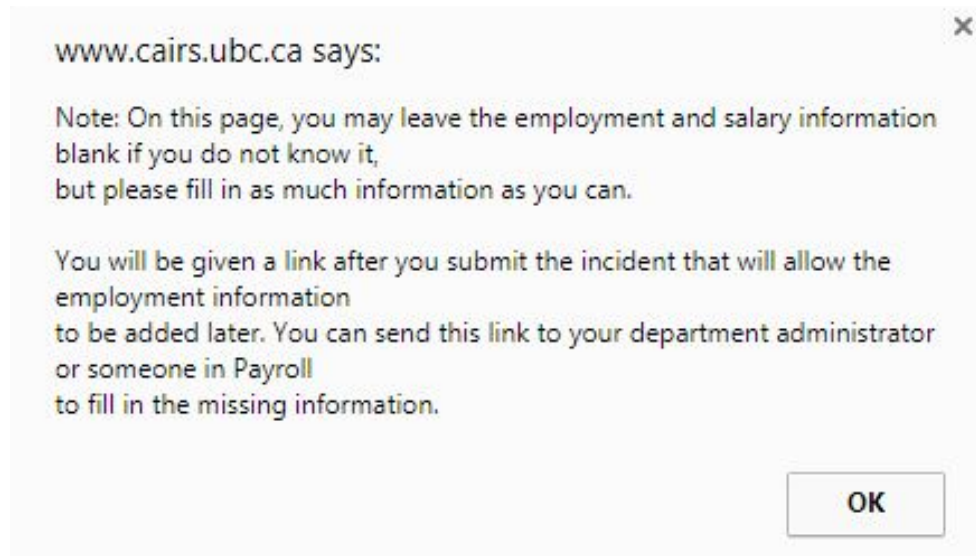 www.cairs.ubc.ca says:
Note: On this page, you may leave the employment and salary information
blank if you do not know it,
but please fill in as much information as you can.
You will be given a link after you submit the incident that will allow the
employment information
to be added later. You can send this link to your department administrator
or someone in Payroll
to fill in the missing information.
OK